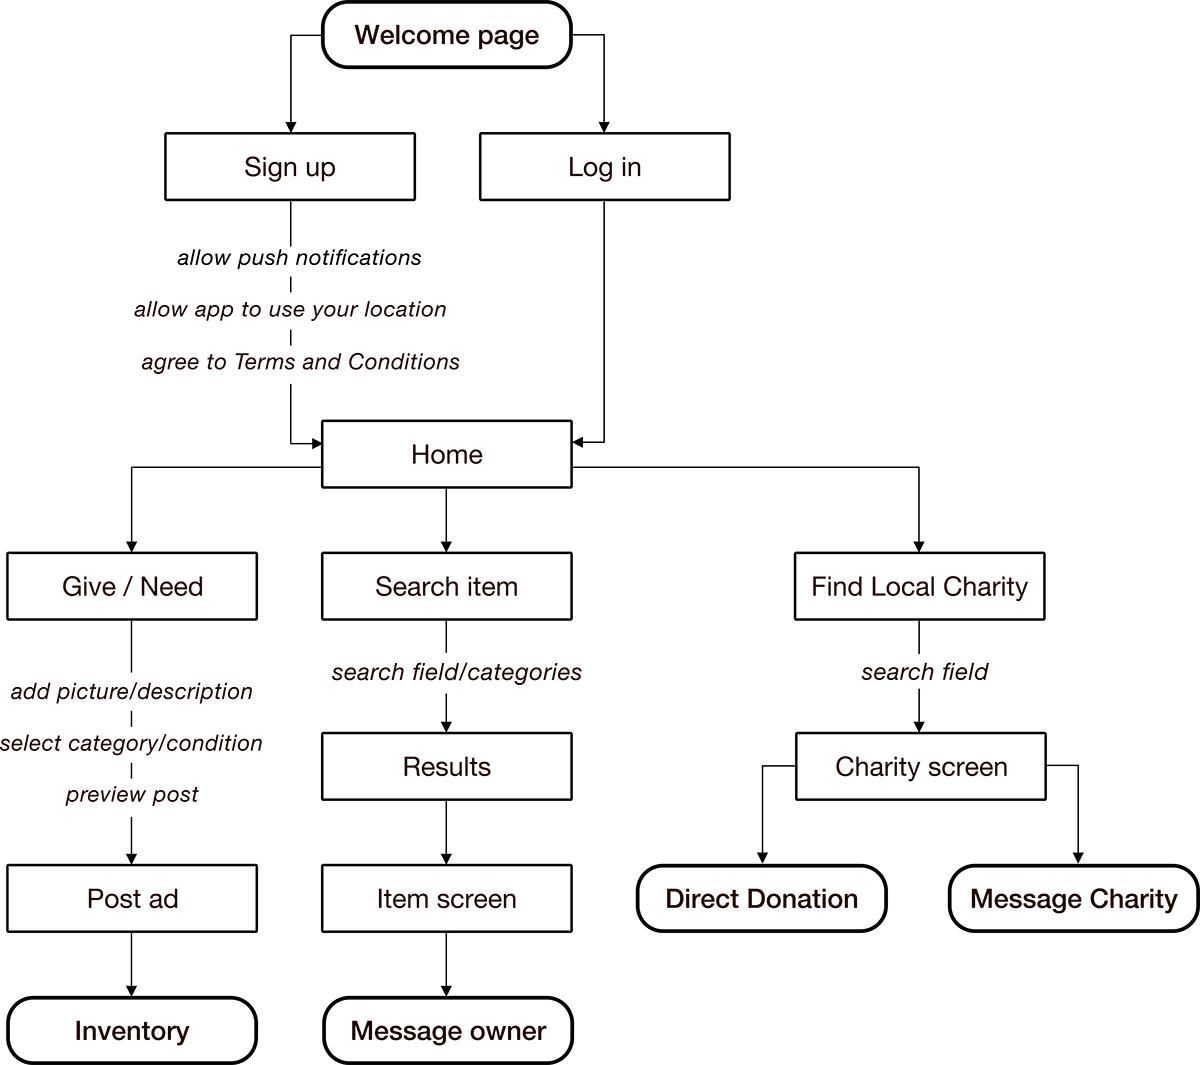 Welcome page
Sign up
Log in
allow push notifications
allow app to use your location
agree to Terms and Conditions
Home
Give / Need
Search item
Find Local Charity
add picture/description
select category/condition
preview post
search field/categories
search field
Results
Charity screen
Post ad
Item screen
Direct Donation
Message Charity
Inventory
Message owner